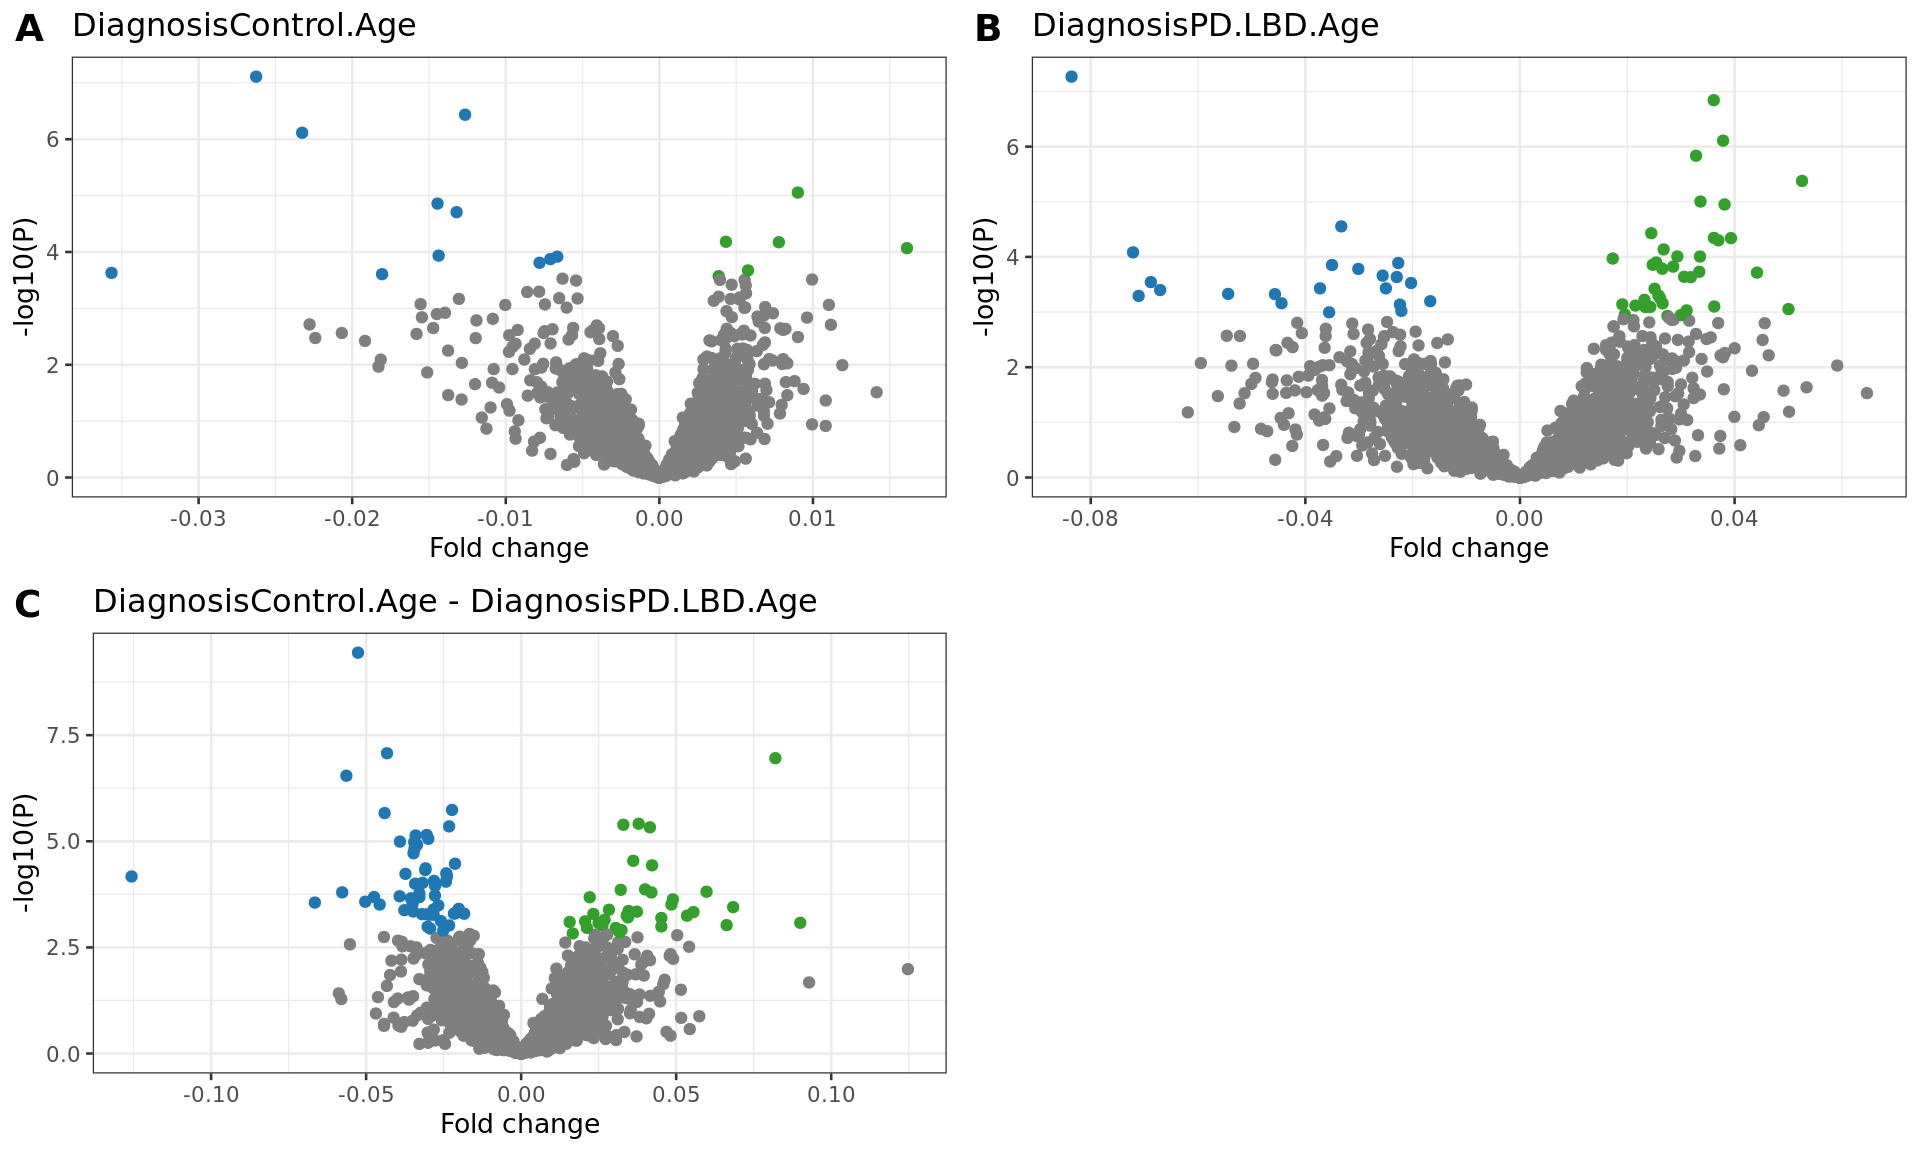 A DiagnosisControl.Age
-log10(P)
6
4
2
0
-0.03 -0.02 -0.01 0.00 0.01
Fold change
B DiagnosisPD.LBD.Age
-log10(P)
6
4
2
0
-0.08 -0.04 0.00 0.04
Fold change
C DiagnosisControl.Age - DiagnosisPD.LBD.Age
-log10(P)
7.5
5.0
2.5
0.0
-0.10 -0.05 0.00 0.05 0.10
Fold change